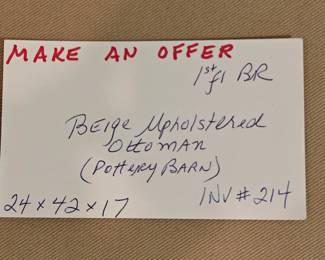 MAKE AN OFFER
1st fl BR
Beige Upholstered
Ottoman
(Pottery Barn)
24 x 42 x 17
INV # 214